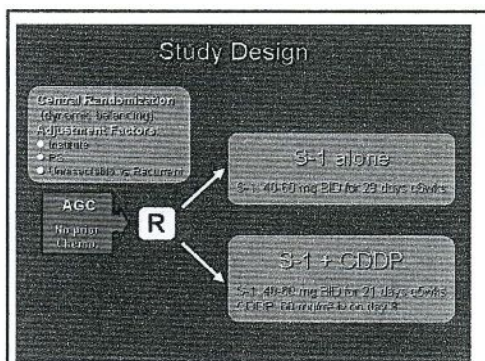 Study Design
Central Randomization
(dynamic balancing)
Adjustment Factors:
Institute
PS
Unresectable vs Recurrent
AGC
No prior
Chemo.
R
S-1 alone
S-1: 40-60 mg BID for 28 days q6wks
S-1 + CDDP
S-1: 40-60 mg BID for 21 days q5wks
CDDP: 60 mg/m2 iv on day 8